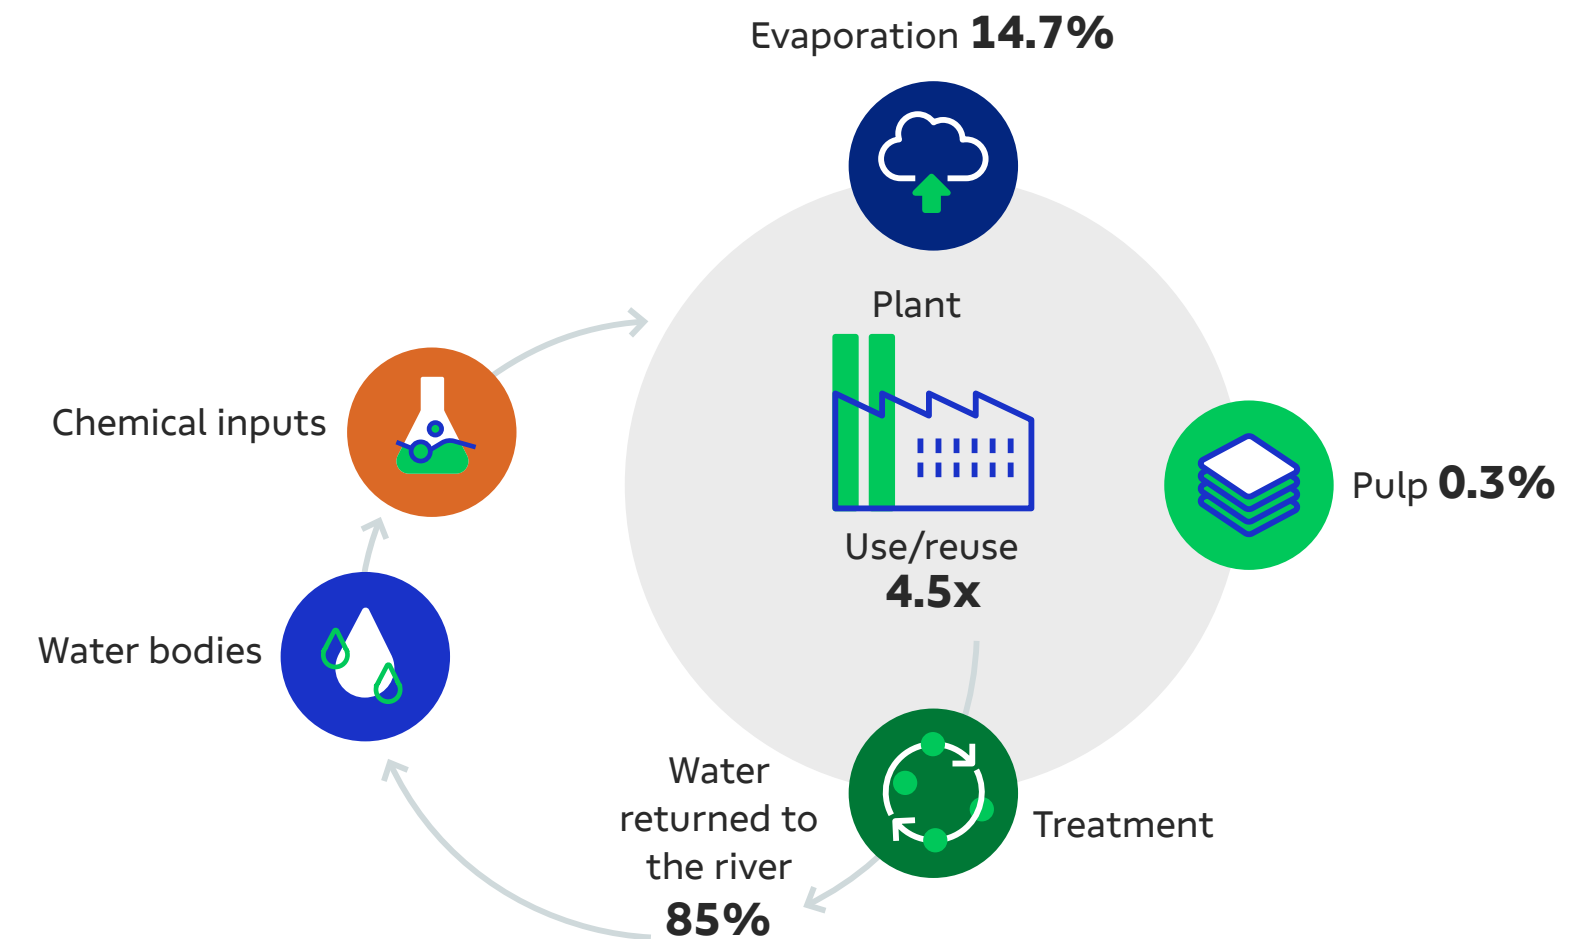 Evaporation 14.7%
Plant
Chemical inputs
Pulp 0.3%
Use/reuse
4.5x
Water bodies
Water
returned to
the river
85%
Treatment